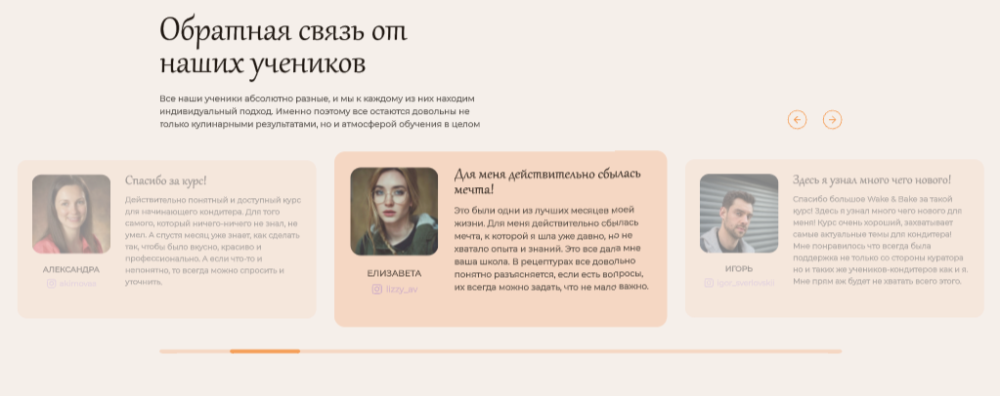 Обратная связь от
наших учеников
Все наши ученики абсолютно разные, и мы к каждому из них находим
индивидуальный подход. Именно поэтому все остаются довольны не
только кулинарными результатами, но и атмосферой обучения в целом
Спасибо за курс!
Действительно понятный и доступный курс
для начинающего кондитера. Для того
самого, который ничего-ничего не знал, не
умел. А спустя месяц уже знает, как сделать
так, чтобы было вкусно, красиво и
профессионально. А если что-то и
непонятно, то всегда можно спросить и
уточнить.
АЛЕКСАНДРА
Для меня действительно сбылась
мечта!
Это были одни из лучших месяцев моей
жизни. Для меня действительно сбылась
мечта, к которой я шла уже давно, но не
хватало опыта и знаний. Это все дала мне
ваша школа. В рецептурах все довольно
понятно разъясняется, если есть вопросы,
их всегда можно задать, что не мало важно.
ЕЛИЗАВЕТА
lizzy_av
Здесь я узнал много чего нового!
Спасибо большое Wake & Bake за такой
курс! Здесь я узнал много чего нового для
меня! Курс очень хороший, захватывает
самые актуальные темы для кондитера!
Мне понравилось что всегда была
поддержка не только со стороны куратора
но и таких же учеников-кондитеров как и я.
Мне прям аж будет не хватать всего этого.
ИГОРЬ